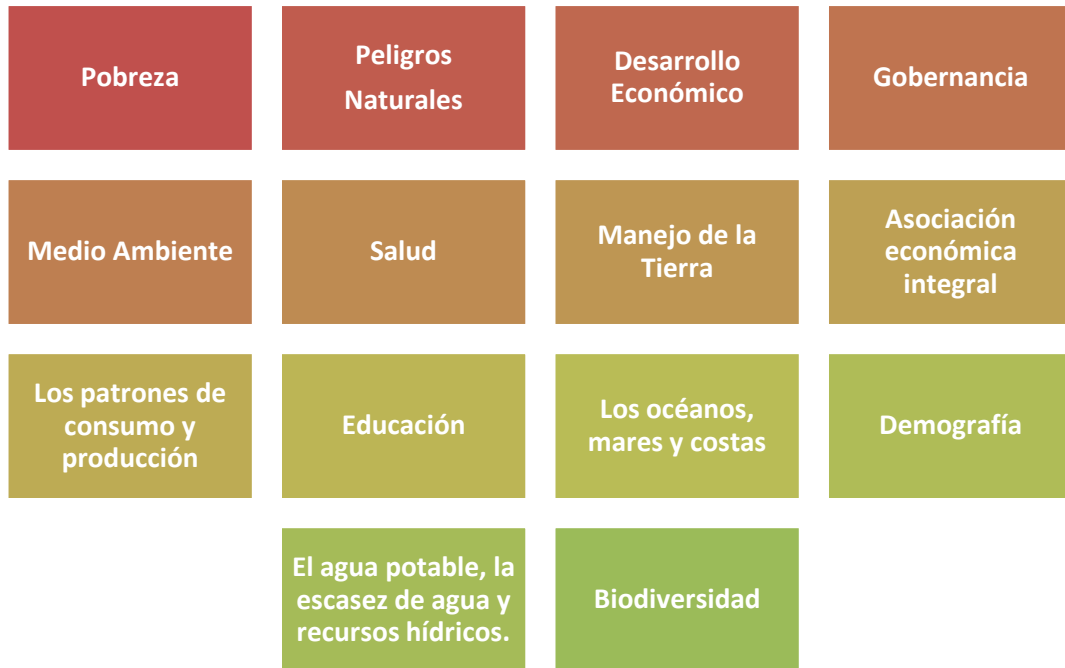 Pobreza
Peligros
Naturales
Desarrollo
Económico
Gobernancia
Medio Ambiente
Salud
Manejo de la
Tierra
Asociación
económica
integral
Los patrones de
consumo y
producción
Educación
Los océanos,
mares y costas
Demografía
El agua potable, la
escasez de agua y
recursos hídricos.
Biodiversidad